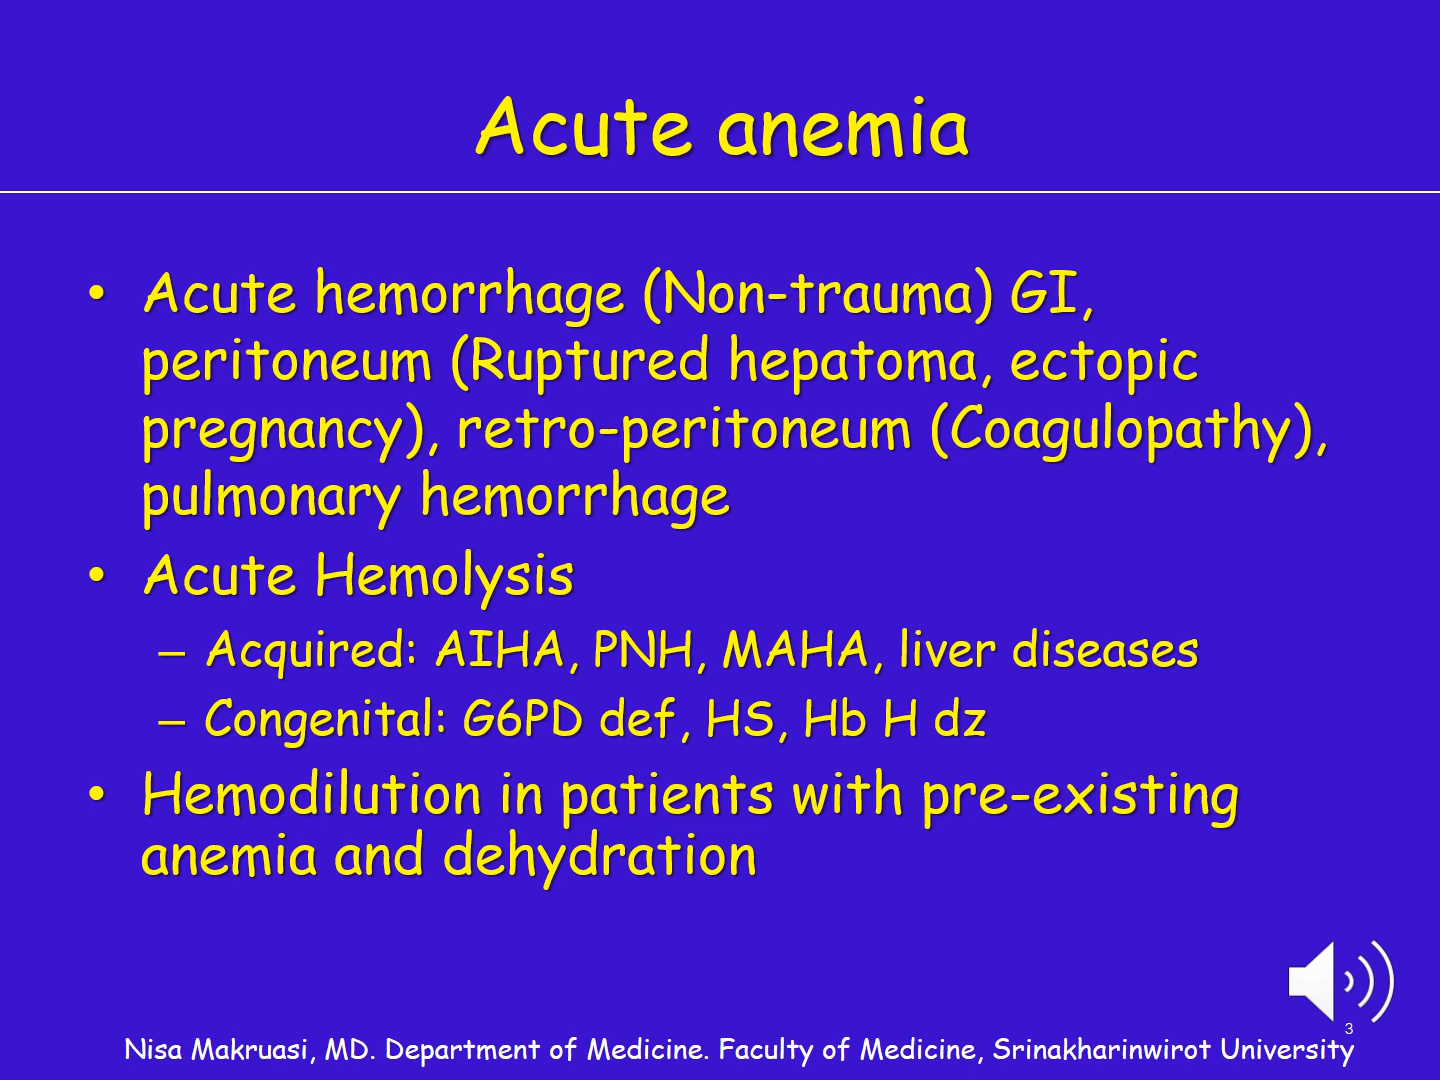 Acute anemia
• Acute hemorrhage (Non-trauma) GI,
peritoneum (Ruptured hepatoma, ectopic
pregnancy), retro-peritoneum (Coagulopathy),
pulmonary hemorrhage
• Acute Hemolysis
– Acquired: AIHA, PNH, MAHA, liver diseases
– Congenital: G6PD def, HS, Hb H dz
• Hemodilution in patients with pre-existing
anemia and dehydration
3
Nisa Makruasi, MD. Department of Medicine. Faculty of Medicine, Srinakharinwirot University